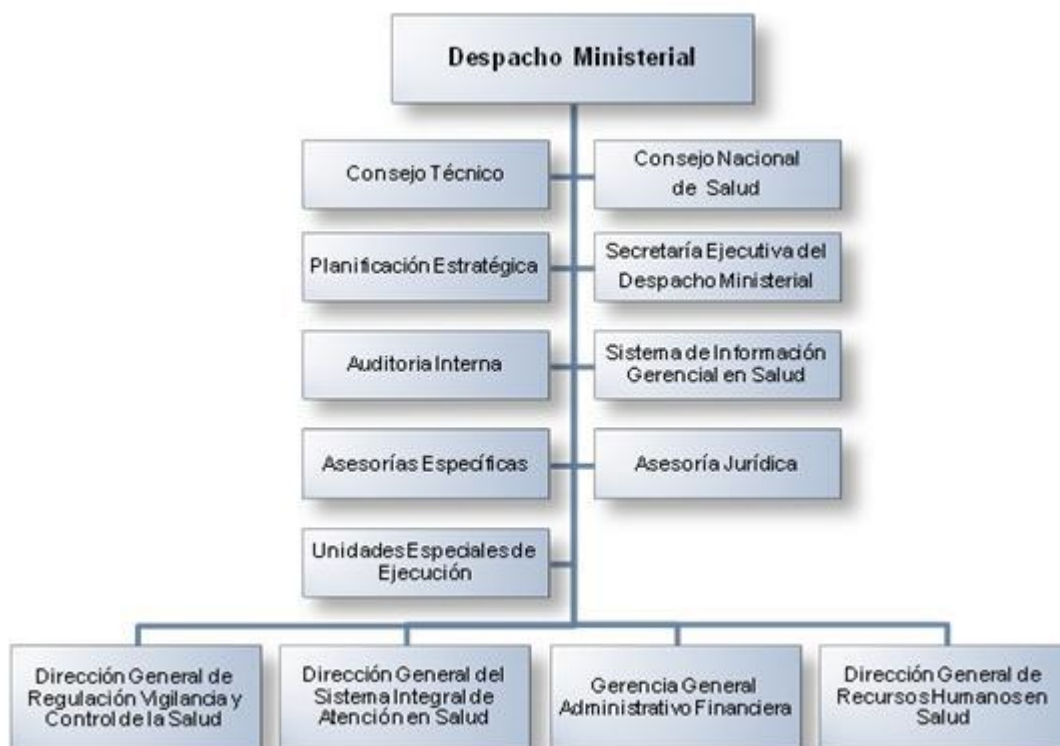 Despacho Ministerial
Consejo Técnico
Consejo Nacional
de Salud
Planificación Estratégica
Secretaría Ejecutiva del
Despacho Ministerial
Auditoria Interna
Sistema de Información
Gerencial en Salud
Asesorías Específicas
Asesoría Jurídica
Unidades Especiales de
Ejecución
Dirección General de
Regulación Vigilancia y
Control de la Salud
Dirección General del
Sistema Integral de
Atención en Salud
Gerencia General
Administrativo Financiera
Dirección General de
Recursos Humanos en
Salud